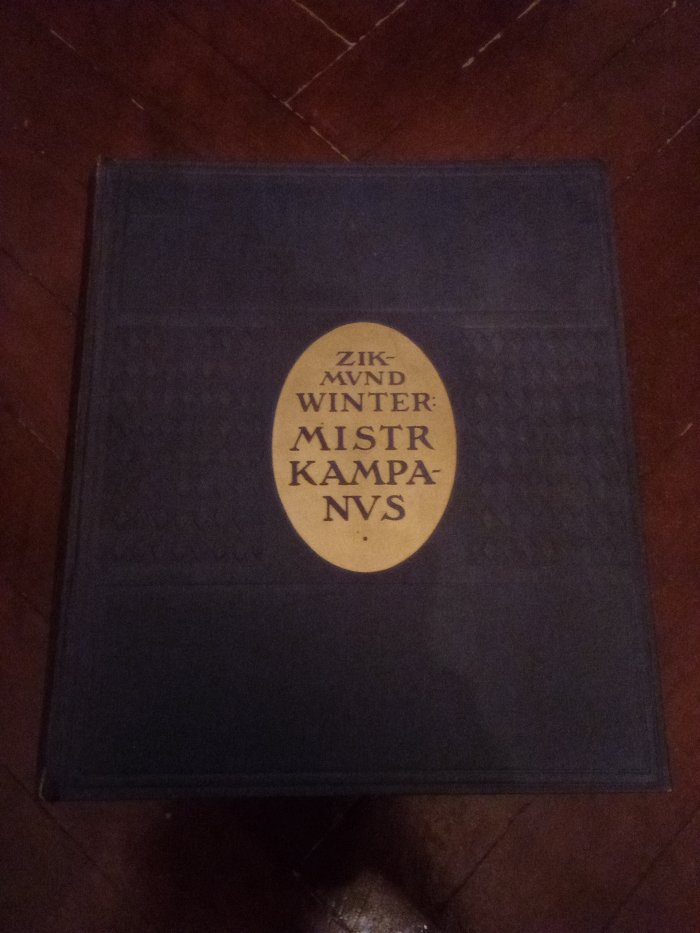 ZIK-
MVND
WINTER:
MISTR
KAMPA-
NVS